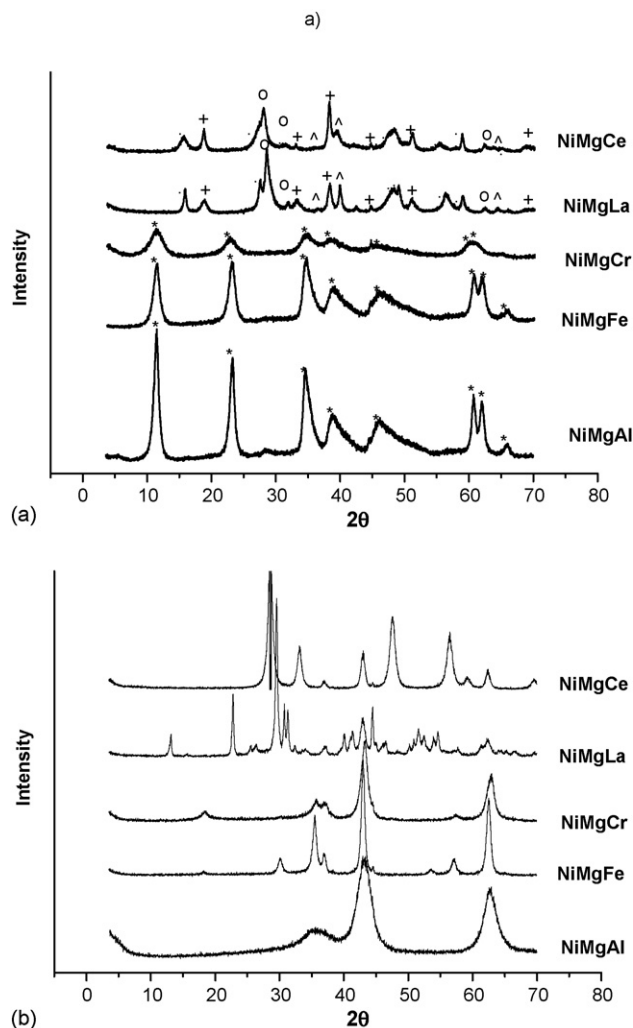 a)
o + ^ o + + + o ^ + NiMgCe
+ o o + ^ + ^ + + o ^ + NiMgLa
* * * * * * * * NiMgCr
* * * * * * * * NiMgFe
* * * * * * * * NiMgAl
Intensity
0 10 20 30 40 50 60 70 80
(a) 2θ
NiMgCe
NiMgLa
NiMgCr
NiMgFe
NiMgAl
Intensity
0 10 20 30 40 50 60 70 80
(b) 2θ